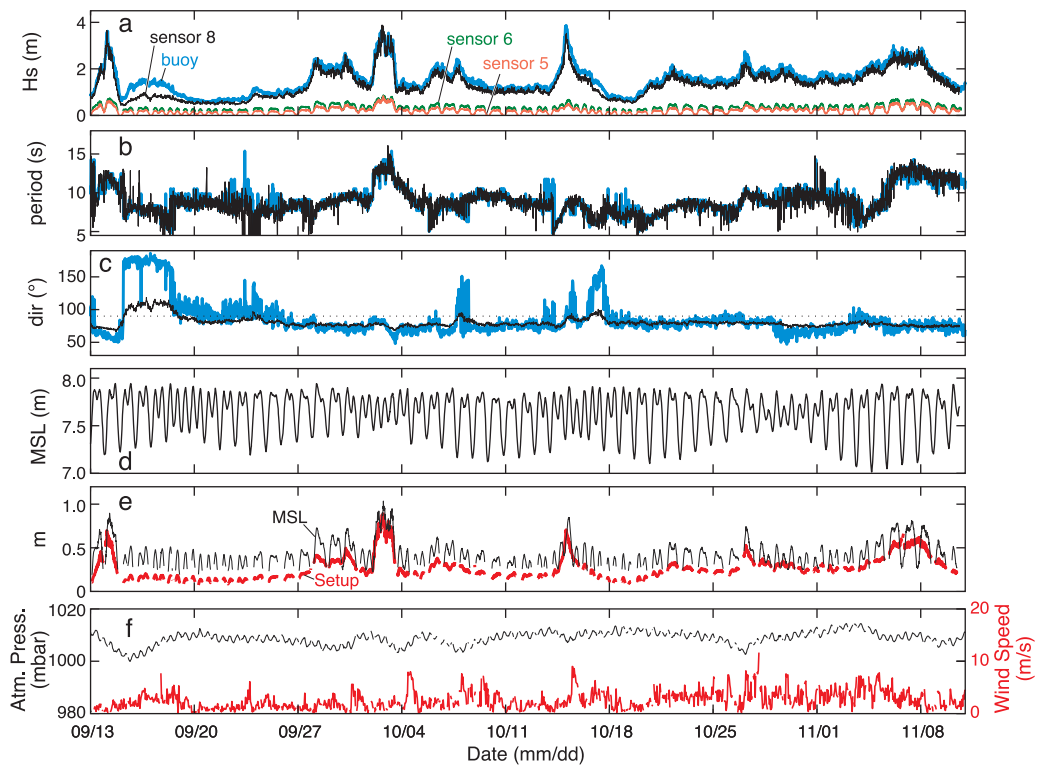 a
4
2
0
Hs (m)
sensor 8
buoy
sensor 6
sensor 5
b
15
10
5
period (s)
c
150
100
50
dir (°)
8.0
7.5
7.0
MSL (m)
d
e
1.0
0.5
0
m
MSL
Setup
f
1020
1000
980
Atm. Press.
(mbar)
20
10
0
Wind Speed
(m/s)
09/13 09/20 09/27 10/04 10/11 10/18 10/25 11/01 11/08
Date (mm/dd)